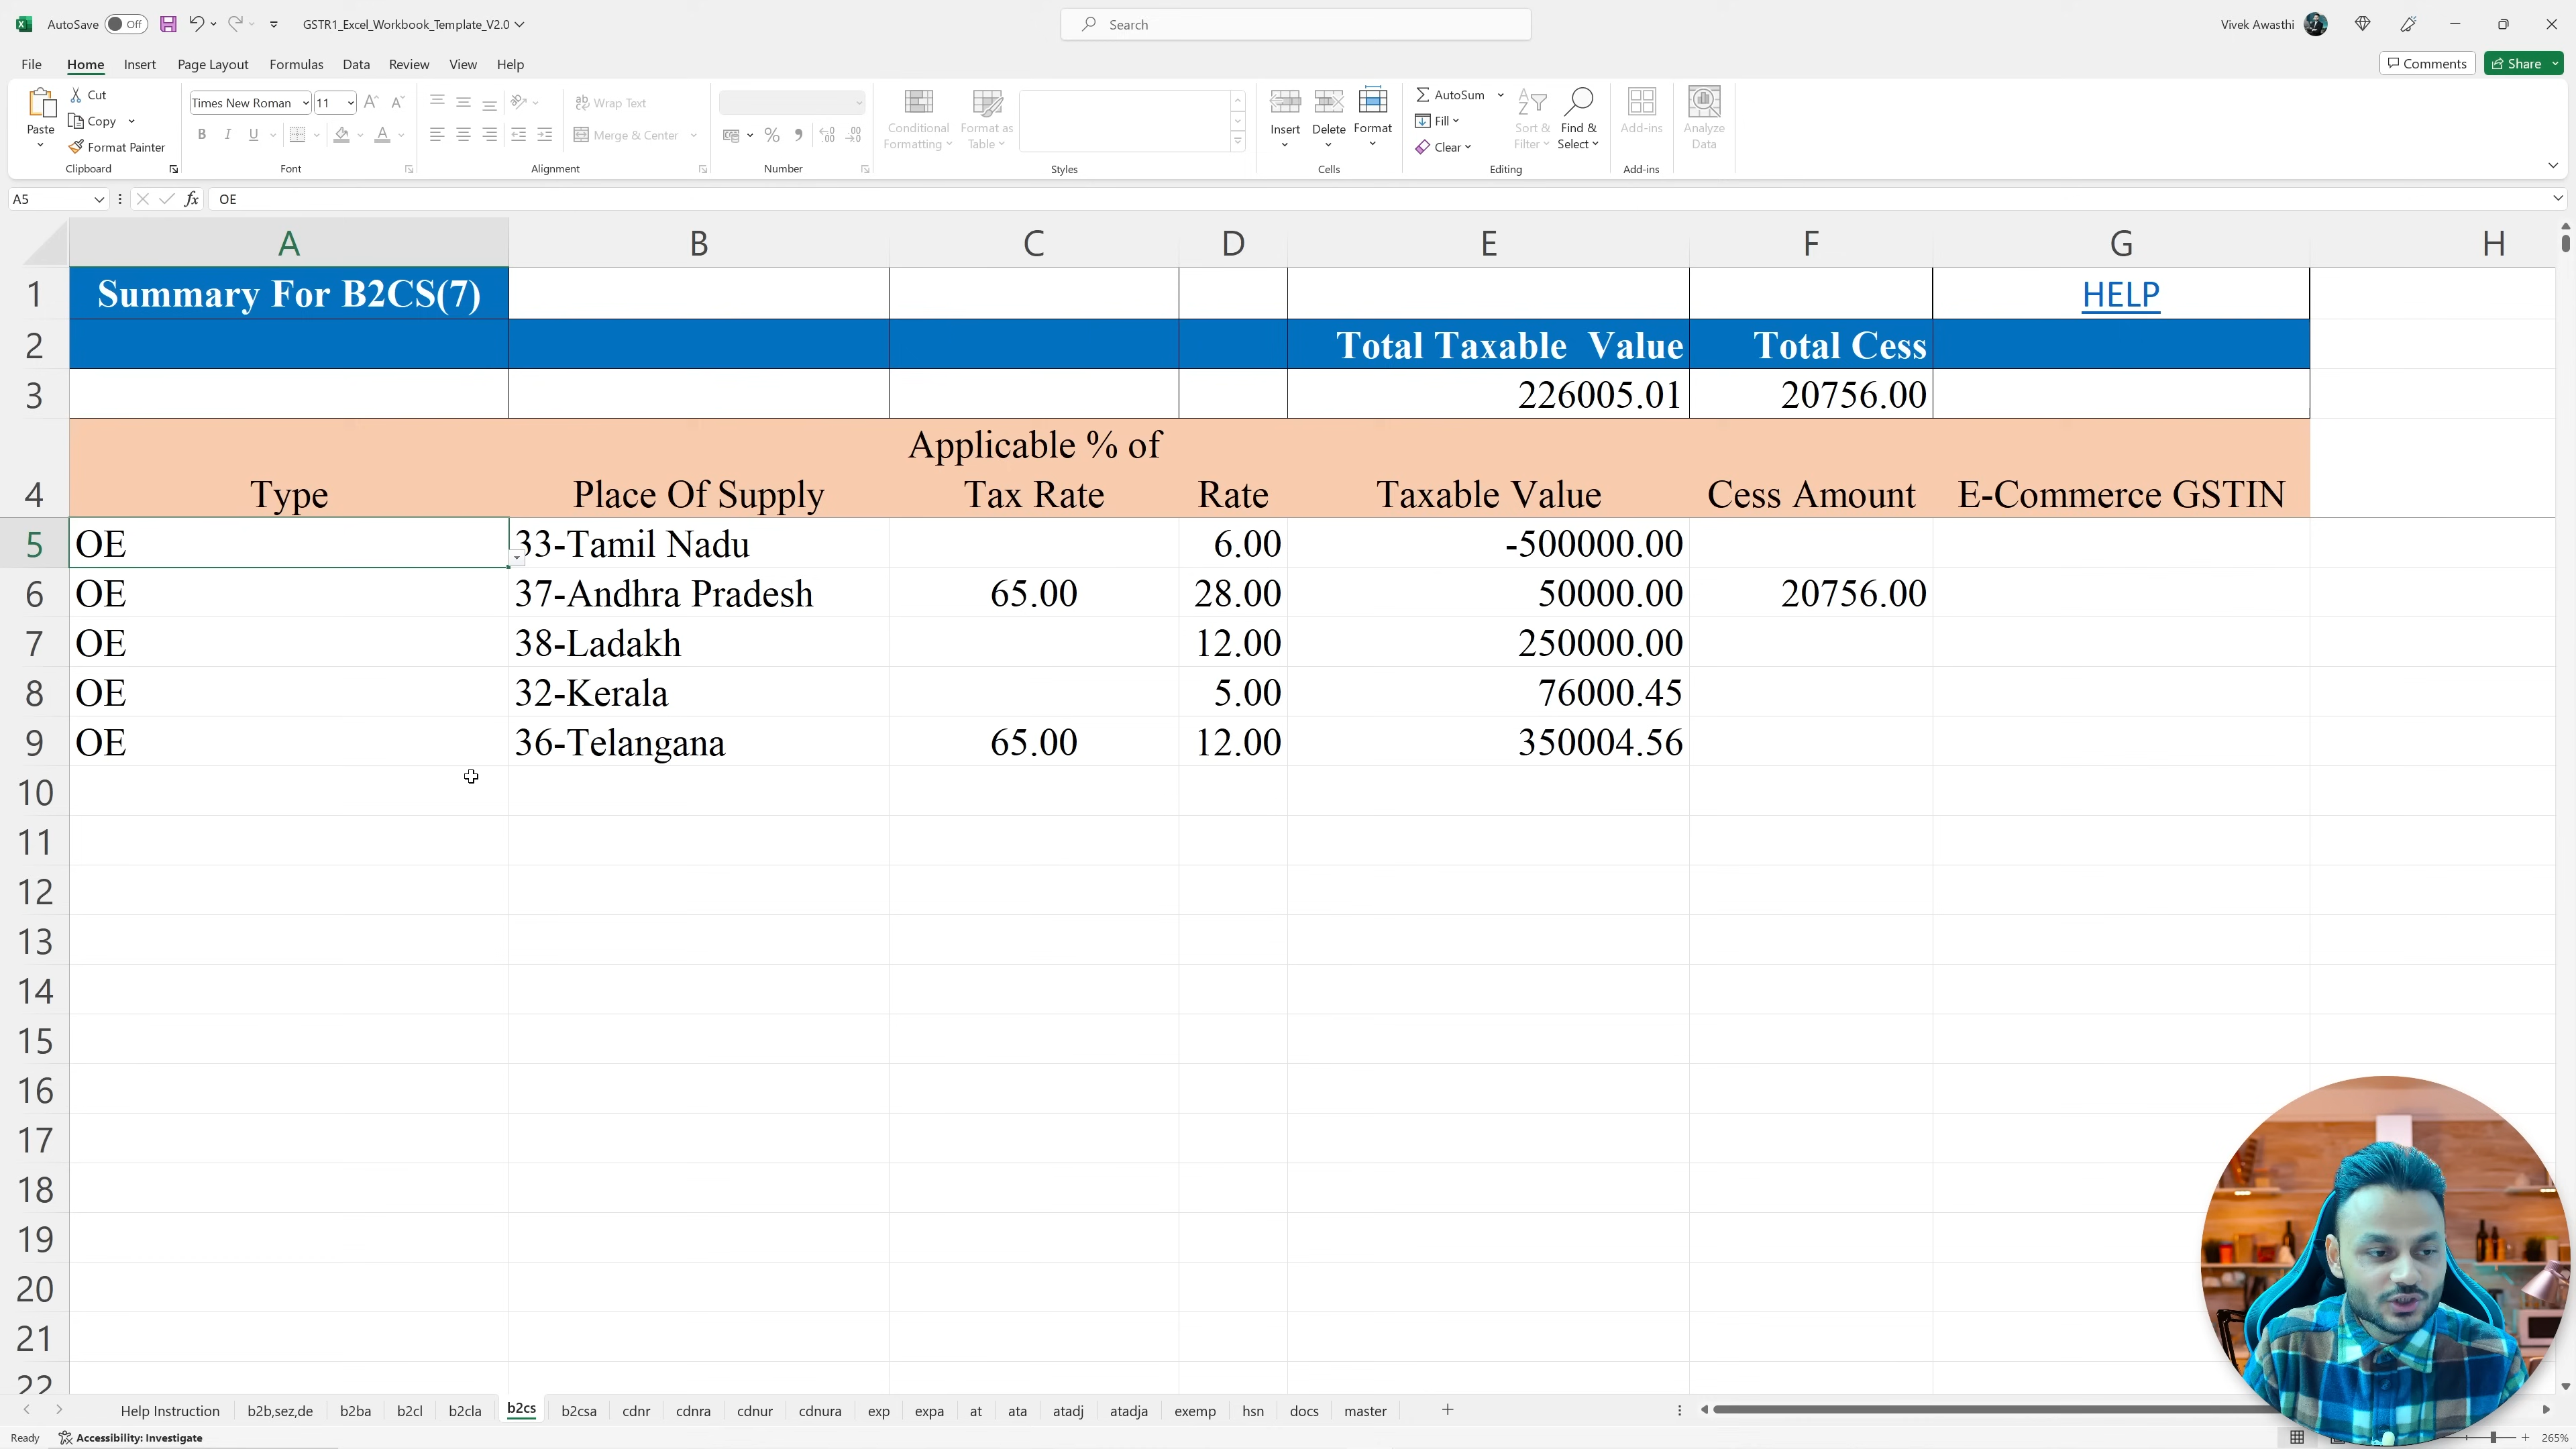 AutoSave Off GSTR1_Excel_Workbook_Template_V2.0 Search Vivek Awasthi
File Home Insert Page Layout Formulas Data Review View Help Comments Share
Paste Cut Copy Format Painter Clipboard
Times New Roman 11 B I U A Font
Wrap Text Merge & Center Alignment
% Number
Conditional Formatting Format as Table Styles
Insert Delete Format Cells
AutoSum Fill Clear Sort & Filter Find & Select Editing
Add-ins Add-ins
Analyze Data
A5 fx OE
A B C D E F G H
1 Summary For B2CS(7) HELP
2 Total Taxable Value Total Cess
3 226005.01 20756.00
4 Type Place Of Supply Applicable % of Tax Rate Rate Taxable Value Cess Amount E-Commerce GSTIN
5 OE 33-Tamil Nadu 6.00 -500000.00
6 OE 37-Andhra Pradesh 65.00 28.00 50000.00 20756.00
7 OE 38-Ladakh 12.00 250000.00
8 OE 32-Kerala 5.00 76000.45
9 OE 36-Telangana 65.00 12.00 350004.56
10
11
12
13
14
15
16
17
18
19
20
21
22
Help Instruction b2b,sez,de b2ba b2cl b2cla b2cs b2csa cdnr cdnra cdnur cdnura exp expa at ata atadj atadja exemp hsn docs master
Ready Accessibility: Investigate 265%